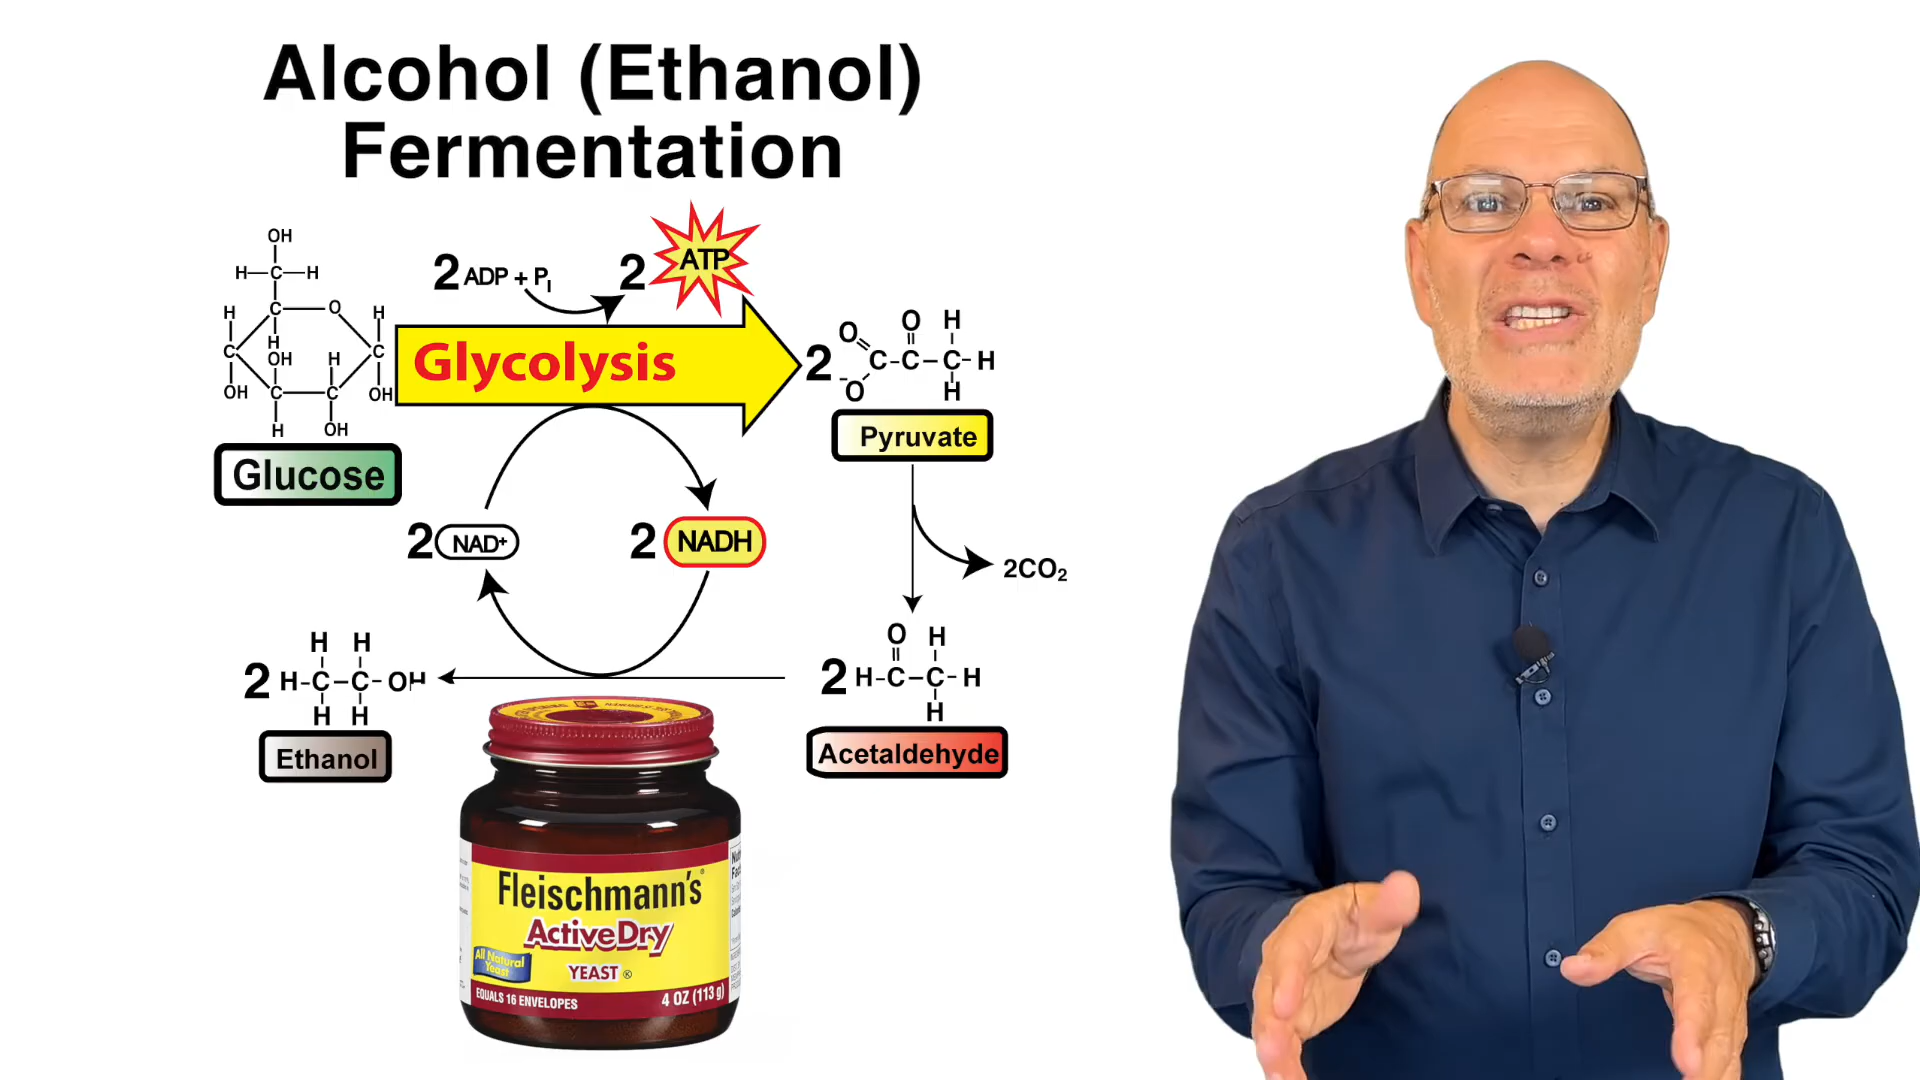 Alcohol (Ethanol)
Fermentation
OH
H-C-H
H
C
O
H
C
H
OH
H
C
OH
C
C
OH
H
OH
Glucose
2 ADP + Pi
2 ATP
Glycolysis
2
O
O
H
C-C-C-H
-O
H
Pyruvate
2 NAD+
2 NADH
2CO2
H H
2 H-C-C-OH
H H
Ethanol
O H
2 H-C-C-H
H
Acetaldehyde
Fleischmann's
ActiveDry
All Natural
Yeast
YEAST ®
EQUALS 16 ENVELOPES
4 OZ (113 g)